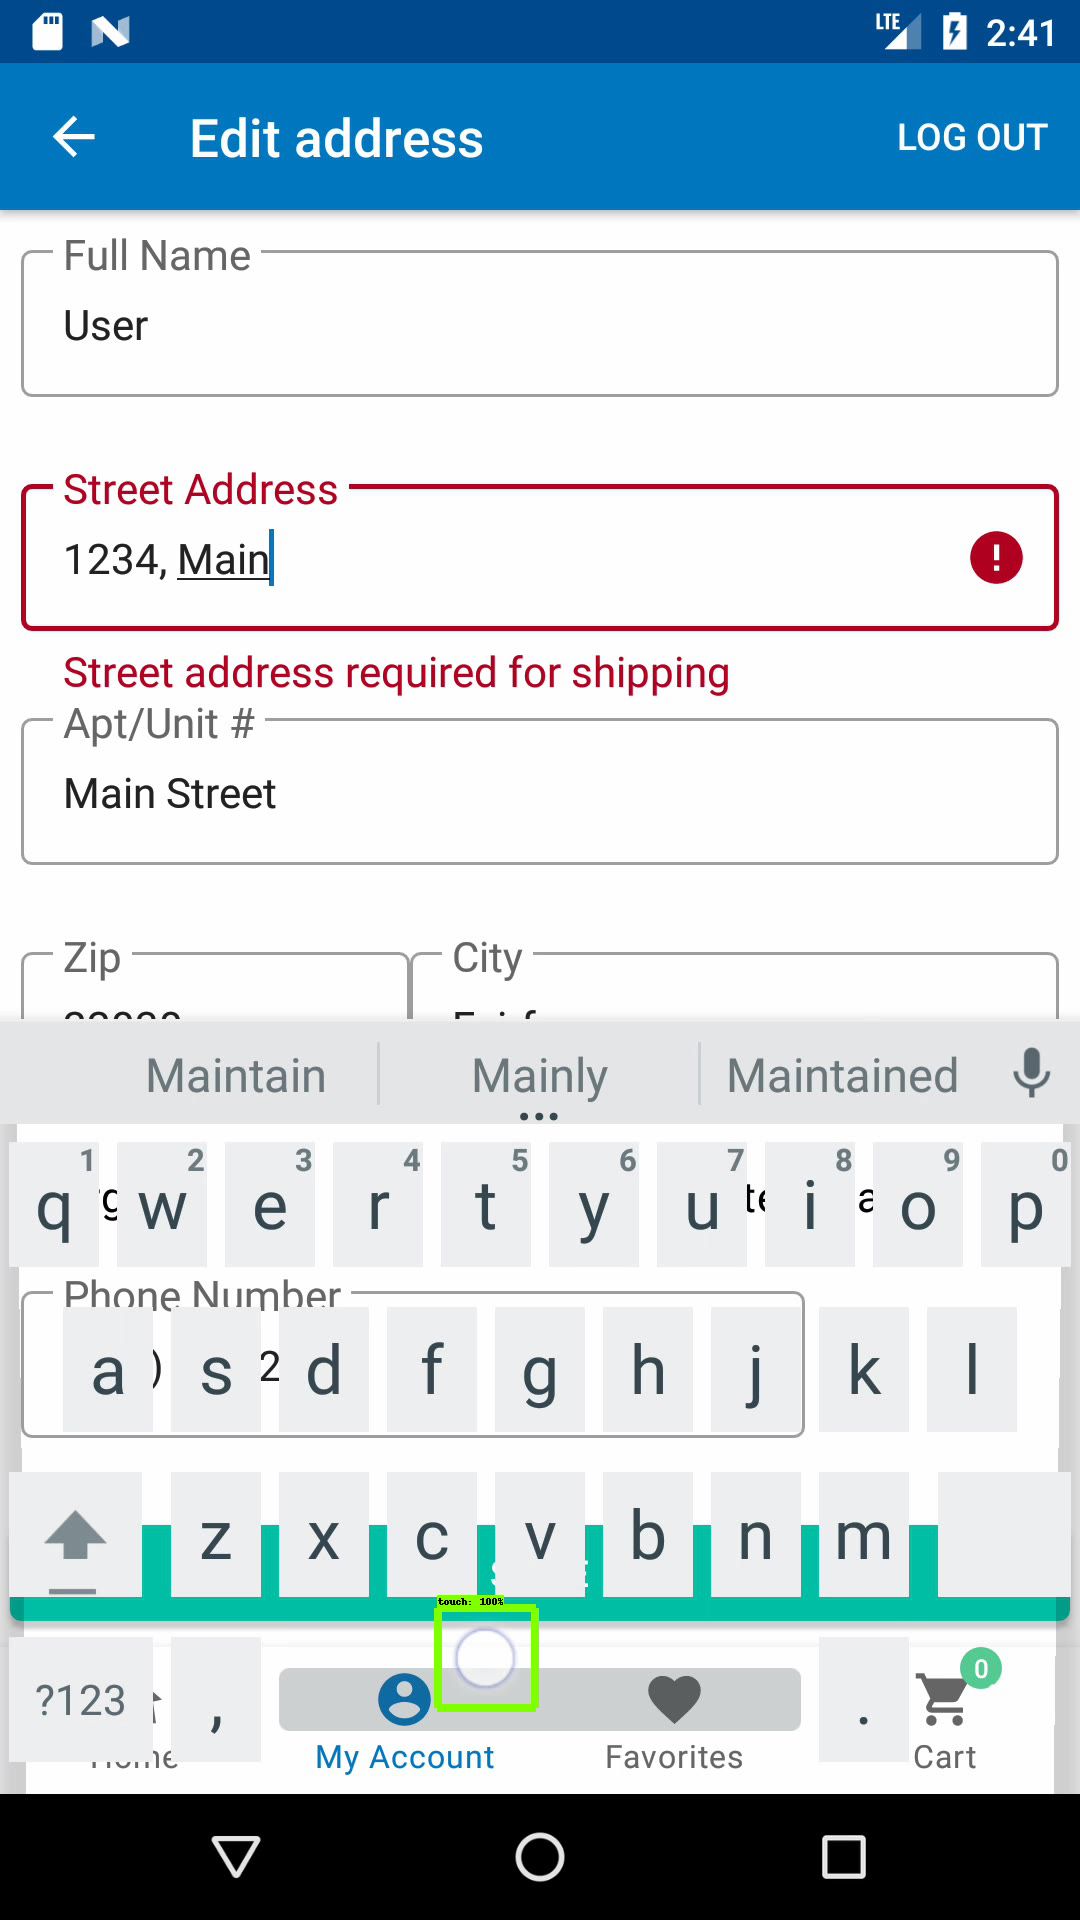 LTE 2:41
Edit address LOG OUT
Full Name
User
Street Address
1234, Main
!
Street address required for shipping
Apt/Unit #
Main Street
Zip City
Maintain Mainly Maintained
1 2 3 4 5 6 7 8 9 0
q w e r t y u i o p
Phone Number
a s d f g h j k l
z x c v b n m
touch: 100%
?123 , .
0
Home My Account Favorites Cart